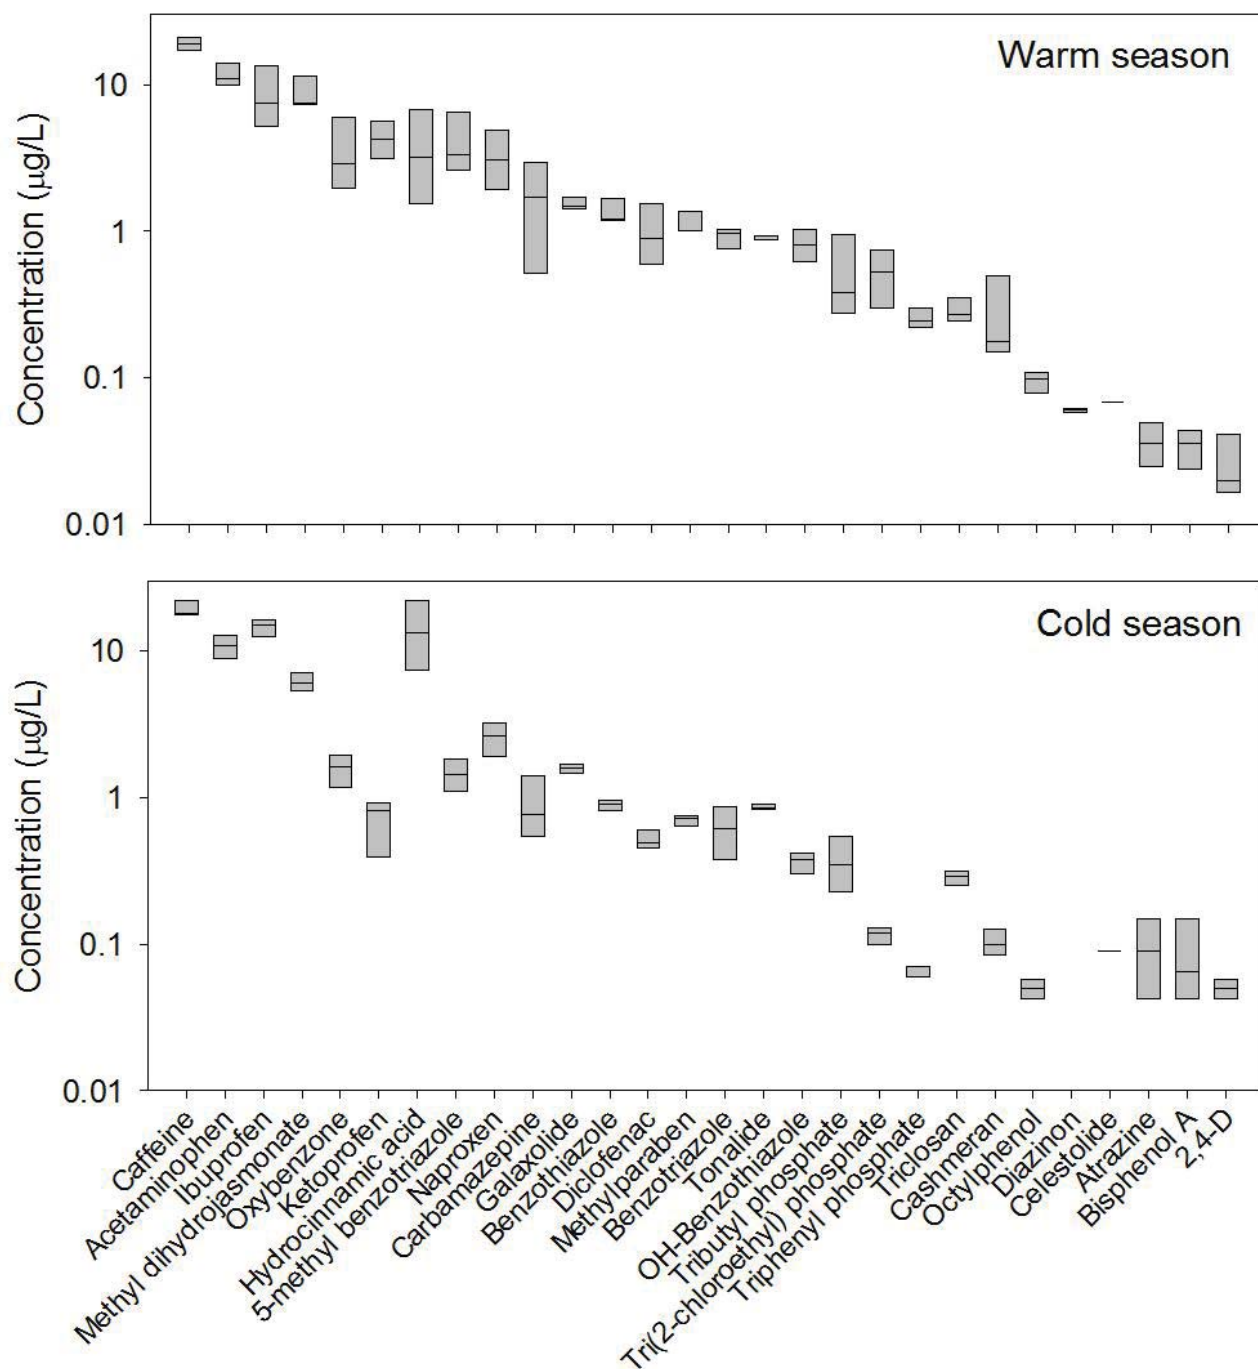 Warm season
Concentration (µg/L)
10
1
0.1
0.01
Cold season
Concentration (µg/L)
10
1
0.1
0.01
Caffeine
Acetaminophen
Ibuprofen
Methyl dihydrojasmonate
Oxybenzone
Ketoprofen
Hydrocinnamic acid
5-methyl benzotriazole
Naproxen
Carbamazepine
Galaxolide
Benzothiazole
Diclofenac
Methylparaben
Benzotriazole
Tonalide
OH-Benzothiazole
Tributyl phosphate
Tri(2-chloroethyl) phosphate
Triphenyl phosphate
Triclosan
Cashmeran
Octylphenol
Diazinon
Celestolide
Atrazine
Bisphenol A
2,4-D